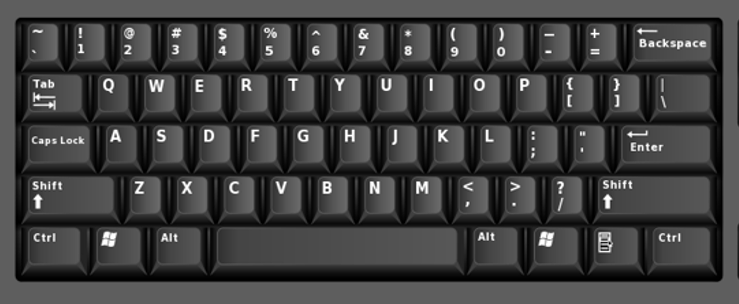 ~ ! @ # $ % ^ & * ( ) _ + Backspace
` 1 2 3 4 5 6 7 8 9 0 - =
Tab Q W E R T Y U I O P { } |
[ ] \
Caps Lock A S D F G H J K L : " Enter
; '
Shift Z X C V B N M < > ? Shift
, . /
Ctrl Alt Alt Ctrl